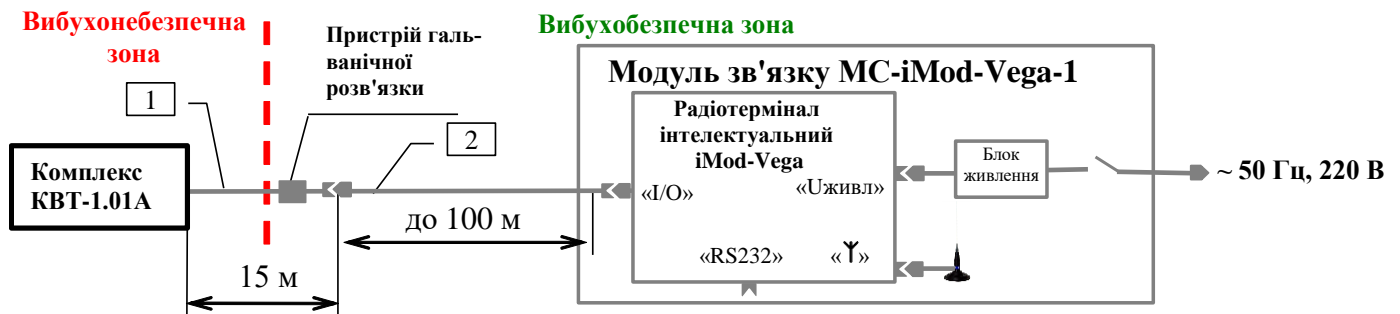 Вибухонебезпечна
зона
Пристрій галь-
ванічної
розв'язки
Вибухобезпечна зона
Модуль зв'язку МС-iMod-Vega-1
1
2
Комплекс
КВТ-1.01А
Радіотермінал
інтелектуальний
iMod-Vega
«I/O»
«Uживл»
«RS232»
«»
Блок
живлення
~ 50 Гц, 220 В
до 100 м
15 м